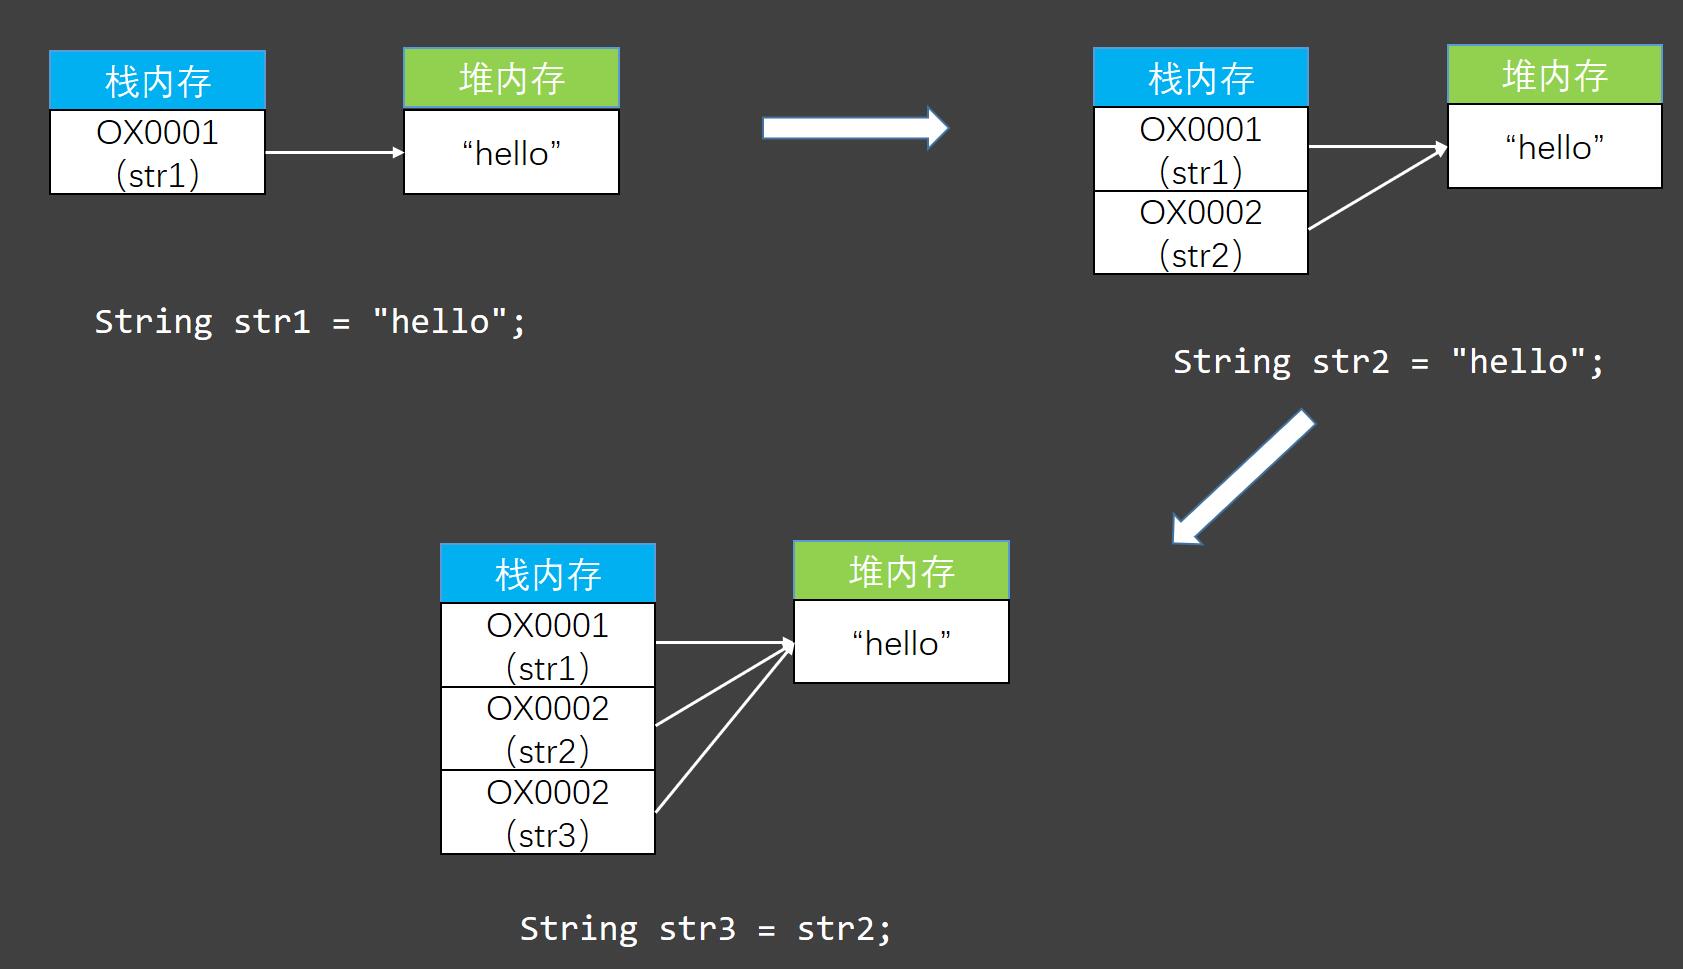 栈内存
堆内存
OX0001
（str1）
“hello”
String str1 = "hello";
栈内存
堆内存
OX0001
（str1）
“hello”
OX0002
（str2）
String str2 = "hello";
栈内存
堆内存
OX0001
（str1）
“hello”
OX0002
（str2）
OX0002
（str3）
String str3 = str2;